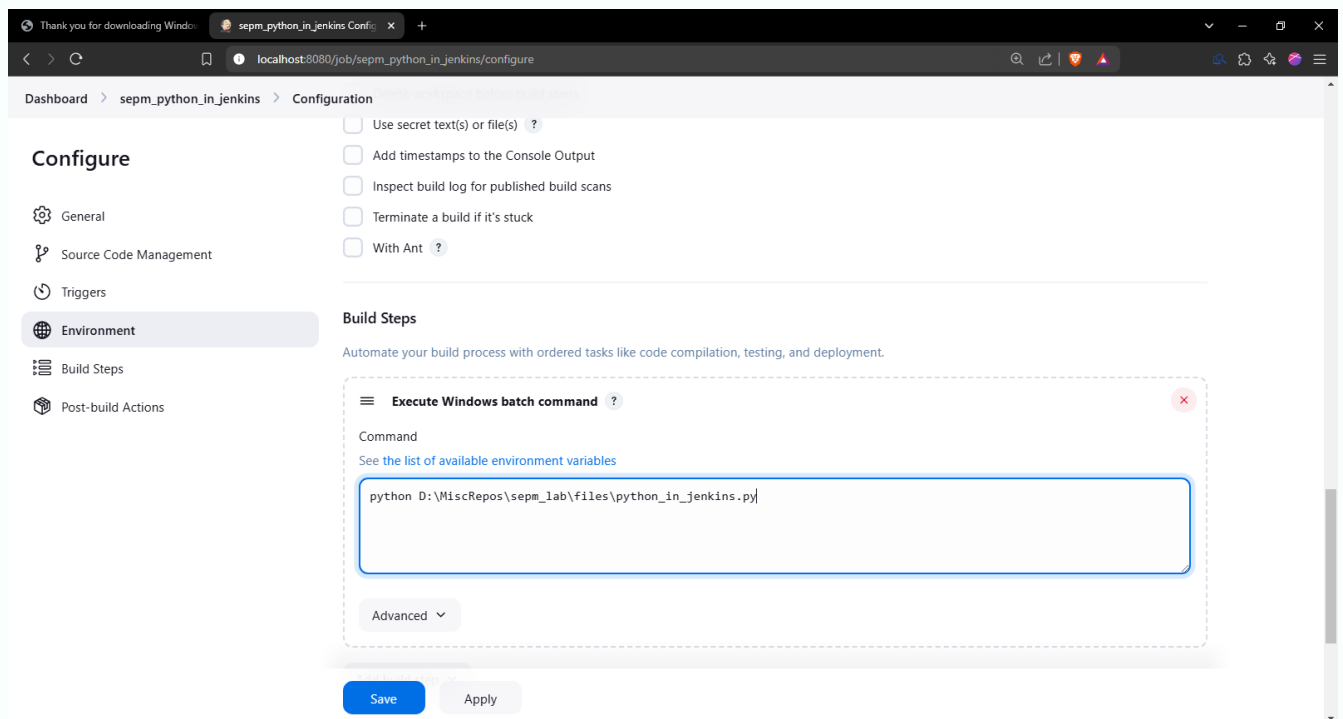 Thank you for downloading Window
sepm_python_in_jenkins Config
localhost:8080/job/sepm_python_in_jenkins/configure
Dashboard > sepm_python_in_jenkins > Configuration
Use secret text(s) or file(s) ?
Configure
Add timestamps to the Console Output
Inspect build log for published build scans
General
Terminate a build if it's stuck
With Ant ?
Source Code Management
Triggers
Environment
Build Steps
Post-build Actions
Build Steps
Automate your build process with ordered tasks like code compilation, testing, and deployment.
Execute Windows batch command ?
Command
See the list of available environment variables
python D:\MiscRepos\sepm_lab\files\python_in_jenkins.py
Advanced
Save
Apply